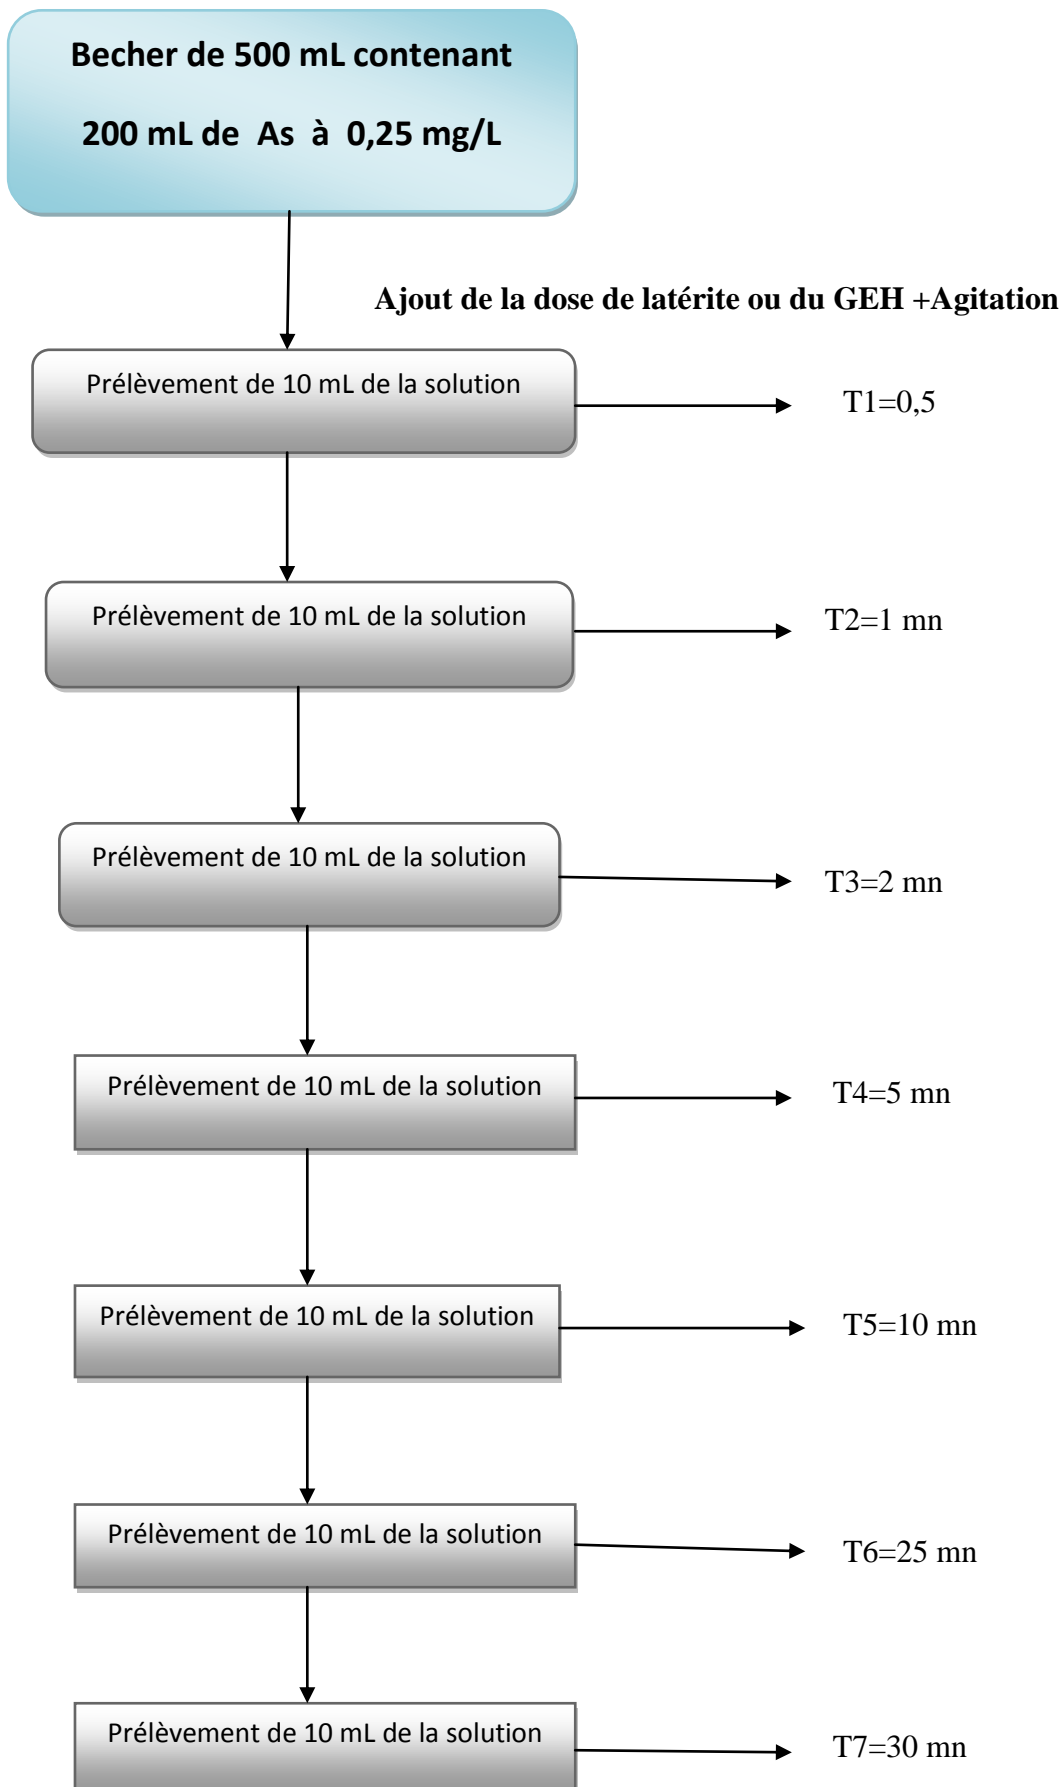 Becher de 500 mL contenant
200 mL de As à 0,25 mg/L
Ajout de la dose de latérite ou du GEH +Agitation
Prélèvement de 10 mL de la solution
T1=0,5
Prélèvement de 10 mL de la solution
T2=1 mn
Prélèvement de 10 mL de la solution
T3=2 mn
Prélèvement de 10 mL de la solution
T4=5 mn
Prélèvement de 10 mL de la solution
T5=10 mn
Prélèvement de 10 mL de la solution
T6=25 mn
Prélèvement de 10 mL de la solution
T7=30 mn